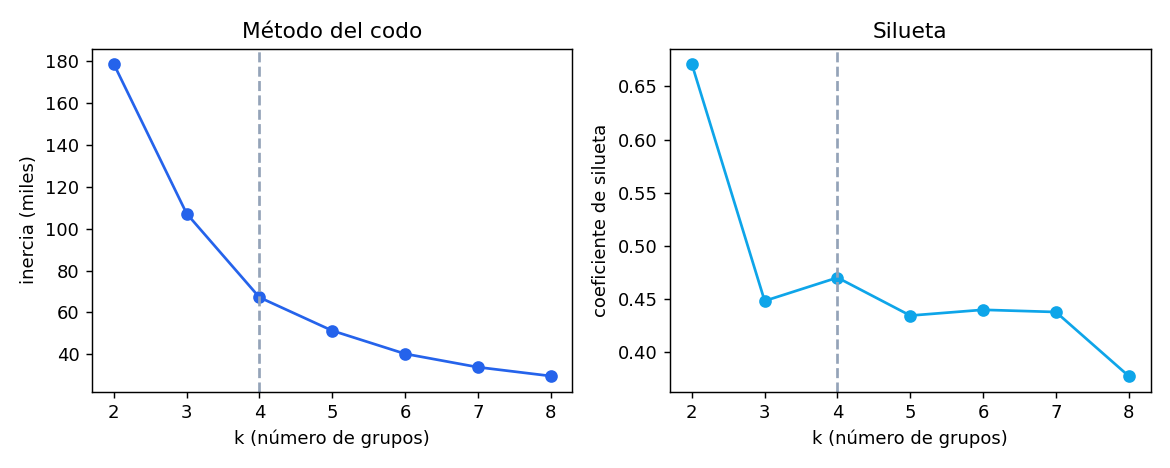 Método del codo
inercia (miles)
180
160
140
120
100
80
60
40
2 3 4 5 6 7 8
k (número de grupos)
Silueta
coeficiente de silueta
0.65
0.60
0.55
0.50
0.45
0.40
2 3 4 5 6 7 8
k (número de grupos)